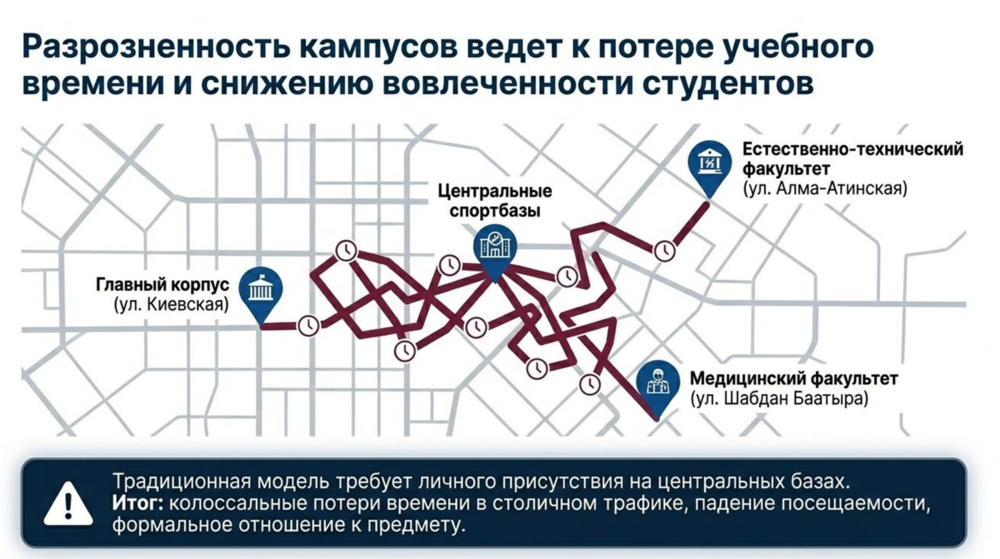 Разрозненность кампусов ведет к потере учебного
времени и снижению вовлеченности студентов
Естественно-технический
факультет
(ул. Алма-Атинская)
Центральные
спортбазы
Главный корпус
(ул. Киевская)
Медицинский факультет
(ул. Шабдан Баатыра)
Традиционная модель требует личного присутствия на центральных базах.
Итог: колоссальные потери времени в столичном трафике, падение посещаемости,
формальное отношение к предмету.